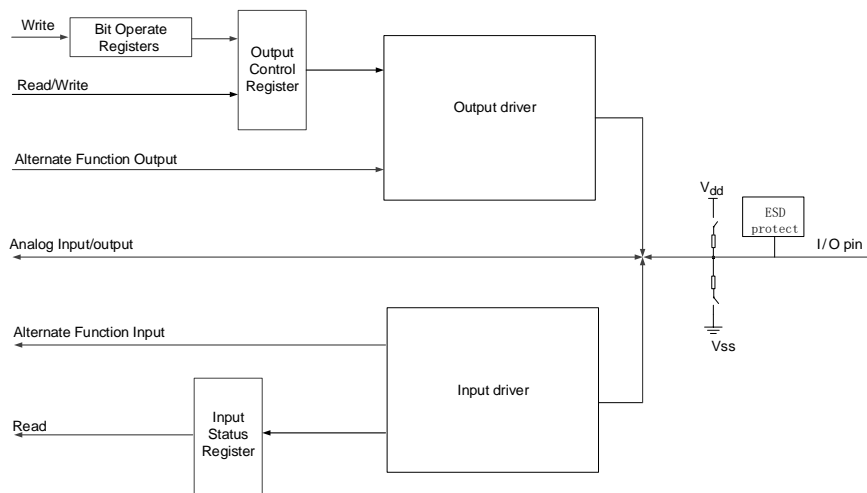 Write
Bit Operate
Registers
Output
Control
Register
Read/Write
Output driver
Alternate Function Output
Vdd
ESD
protect
Analog Input/output
I/O pin
Alternate Function Input
Vss
Input driver
Input
Status
Register
Read